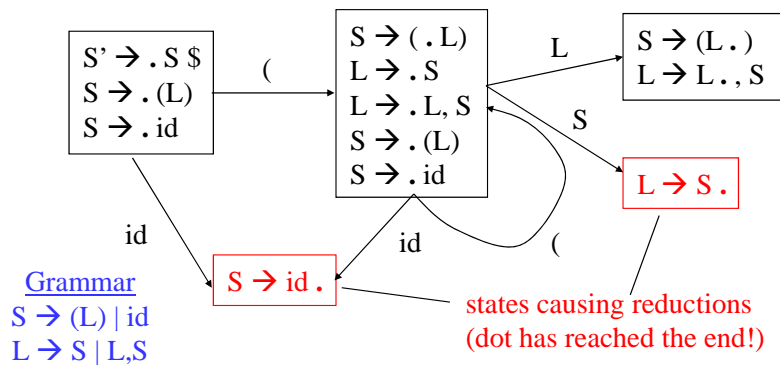 S' → . S $
S → . (L)
S → . id
(
S → ( . L)
L → . S
L → . L, S
S → . (L)
S → . id
L
S → (L . )
L → L . , S
S
L → S .
id
id
(
S → id .
Grammar
S → (L) | id
L → S | L,S
states causing reductions
(dot has reached the end!)